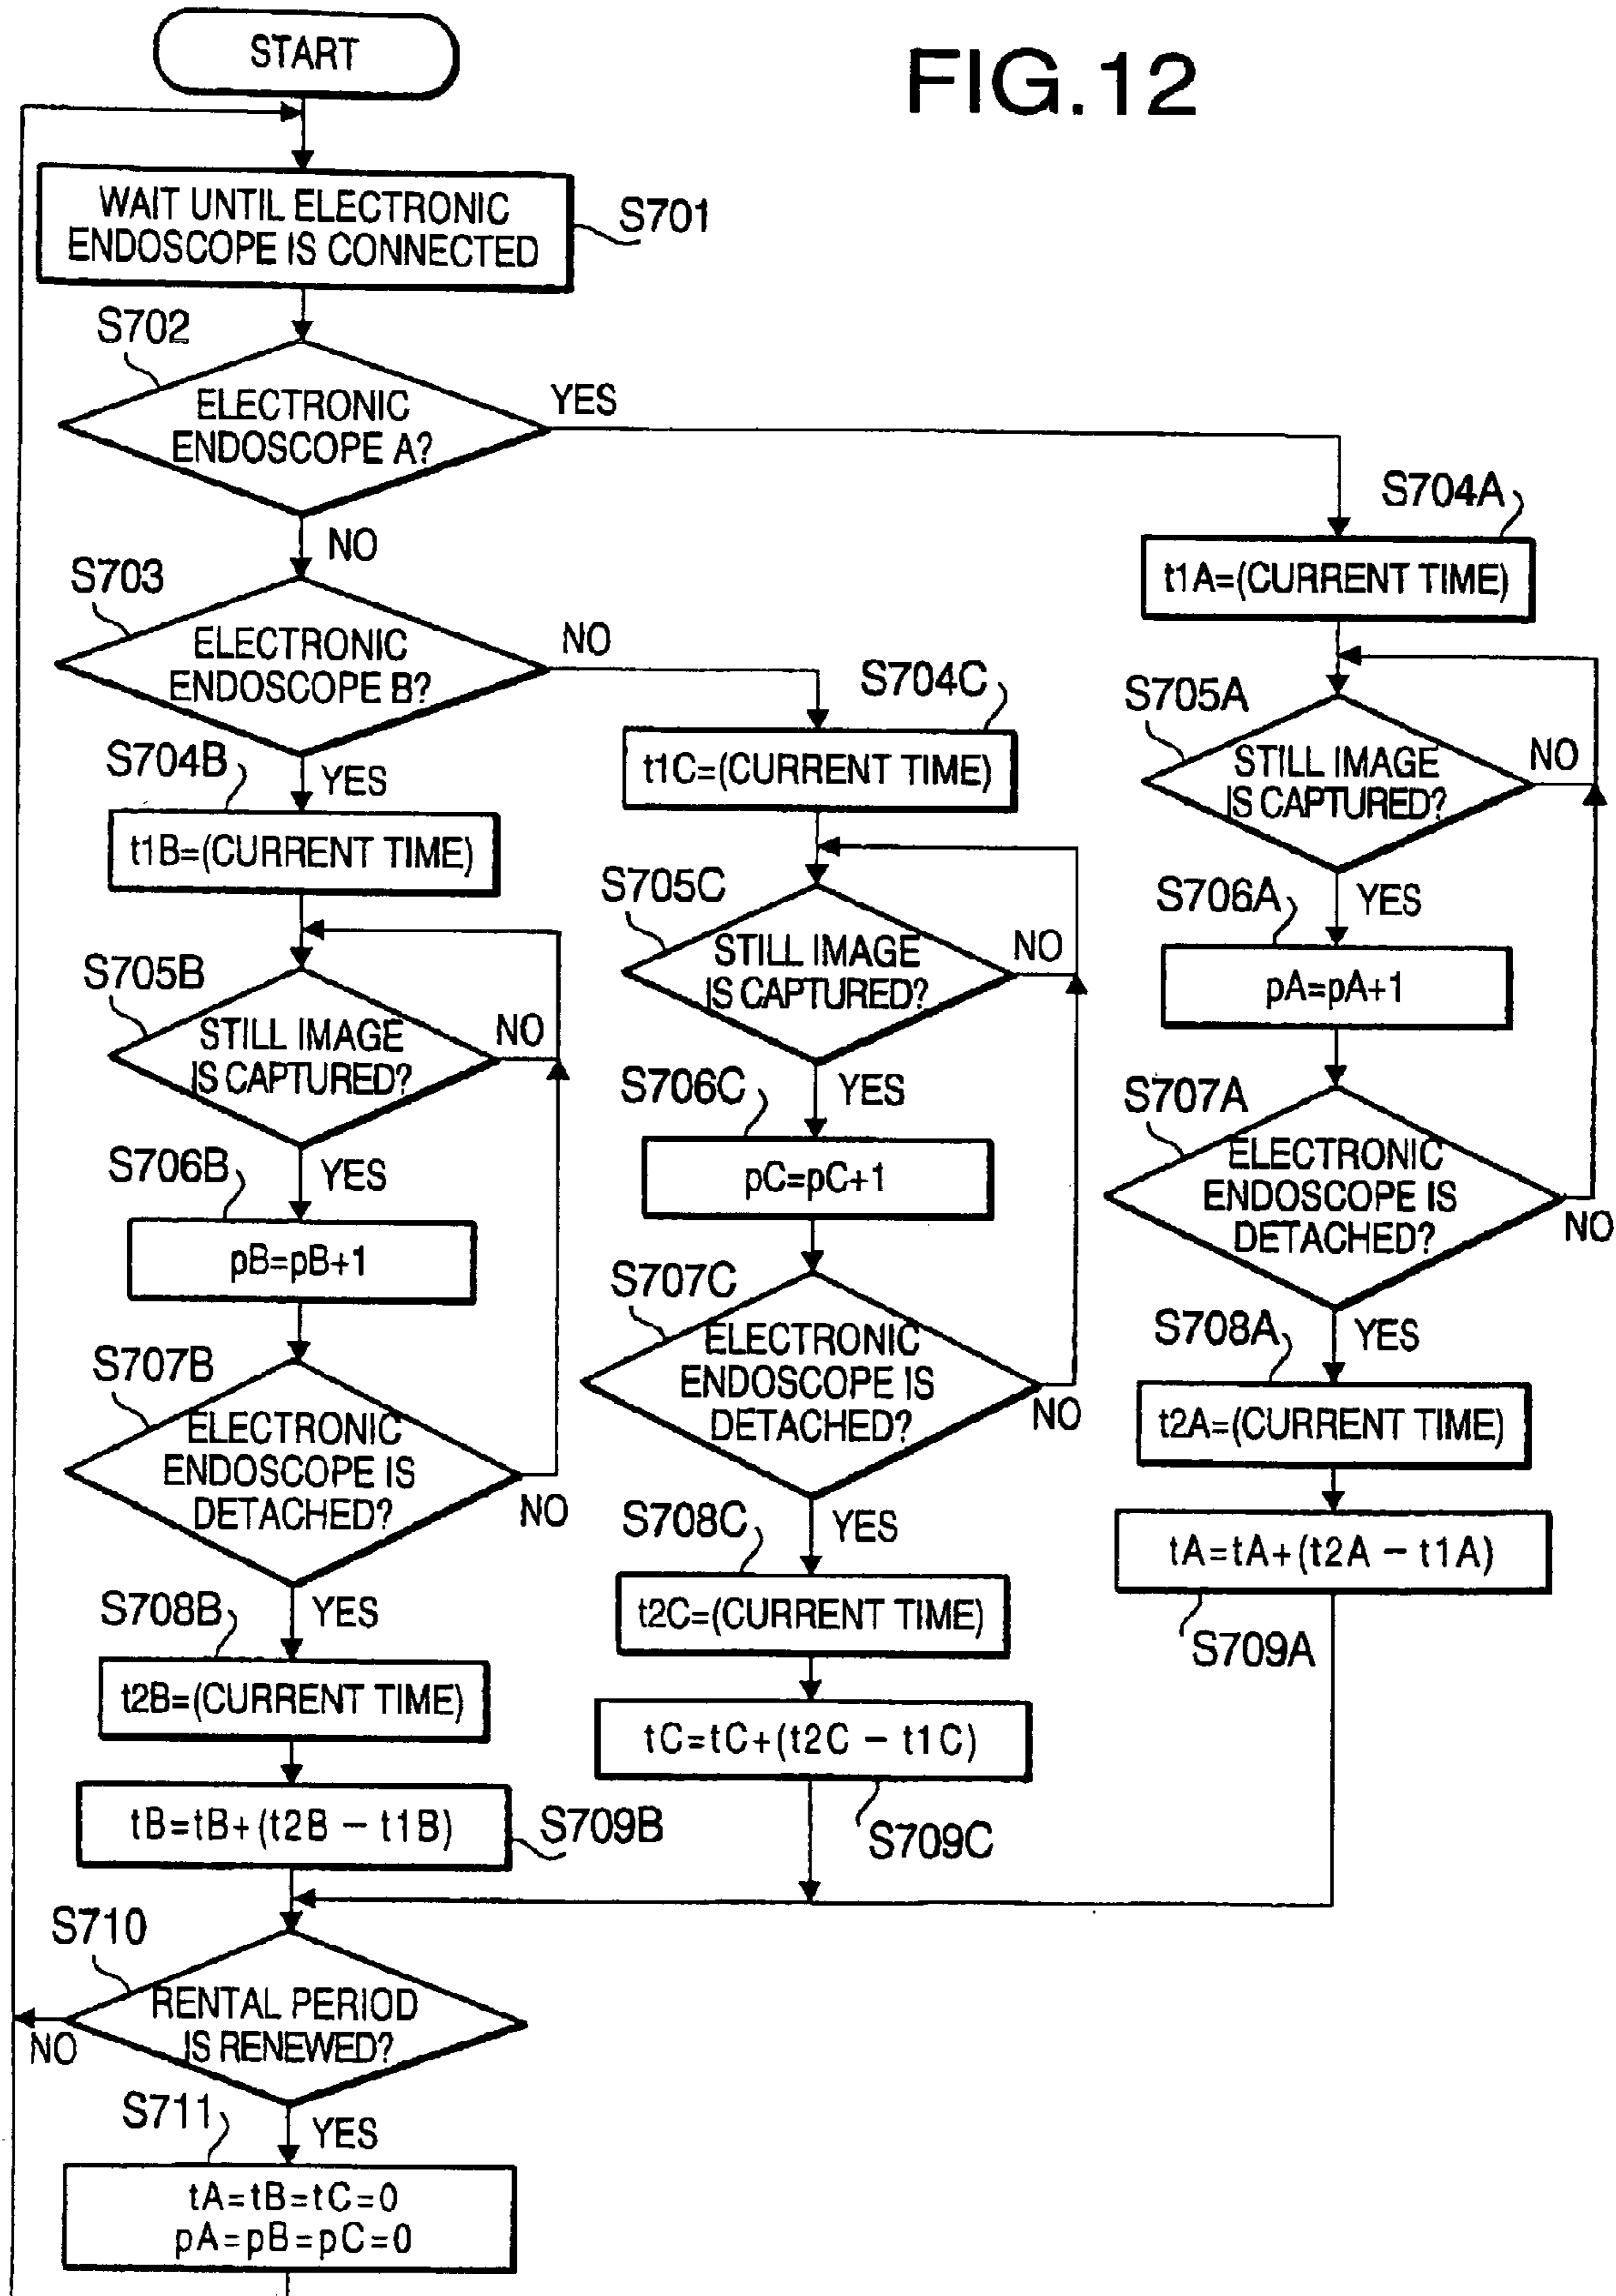 FIG.12
START
WAIT UNTIL ELECTRONIC
ENDOSCOPE IS CONNECTED
S701
S702
ELECTRONIC
ENDOSCOPE A?
YES
NO
S703
ELECTRONIC
ENDOSCOPE B?
NO
YES
S704B
t1B=(CURRENT TIME)
S705B
STILL IMAGE
IS CAPTURED?
NO
YES
S706B
pB=pB+1
S707B
ELECTRONIC
ENDOSCOPE IS
DETACHED?
NO
YES
S708B
t2B=(CURRENT TIME)
tB=tB+(t2B - t1B)
S709B
S704C
t1C=(CURRENT TIME)
S705C
STILL IMAGE
IS CAPTURED?
NO
YES
S706C
pC=pC+1
S707C
ELECTRONIC
ENDOSCOPE IS
DETACHED?
NO
YES
S708C
t2C=(CURRENT TIME)
tC=tC+(t2C - t1C)
S709C
S704A
t1A=(CURRENT TIME)
S705A
STILL IMAGE
IS CAPTURED?
NO
YES
S706A
pA=pA+1
S707A
ELECTRONIC
ENDOSCOPE IS
DETACHED?
NO
YES
S708A
t2A=(CURRENT TIME)
tA=tA+(t2A - t1A)
S709A
S710
RENTAL PERIOD
IS RENEWED?
NO
YES
S711
tA=tB=tC=0
pA=pB=pC=0